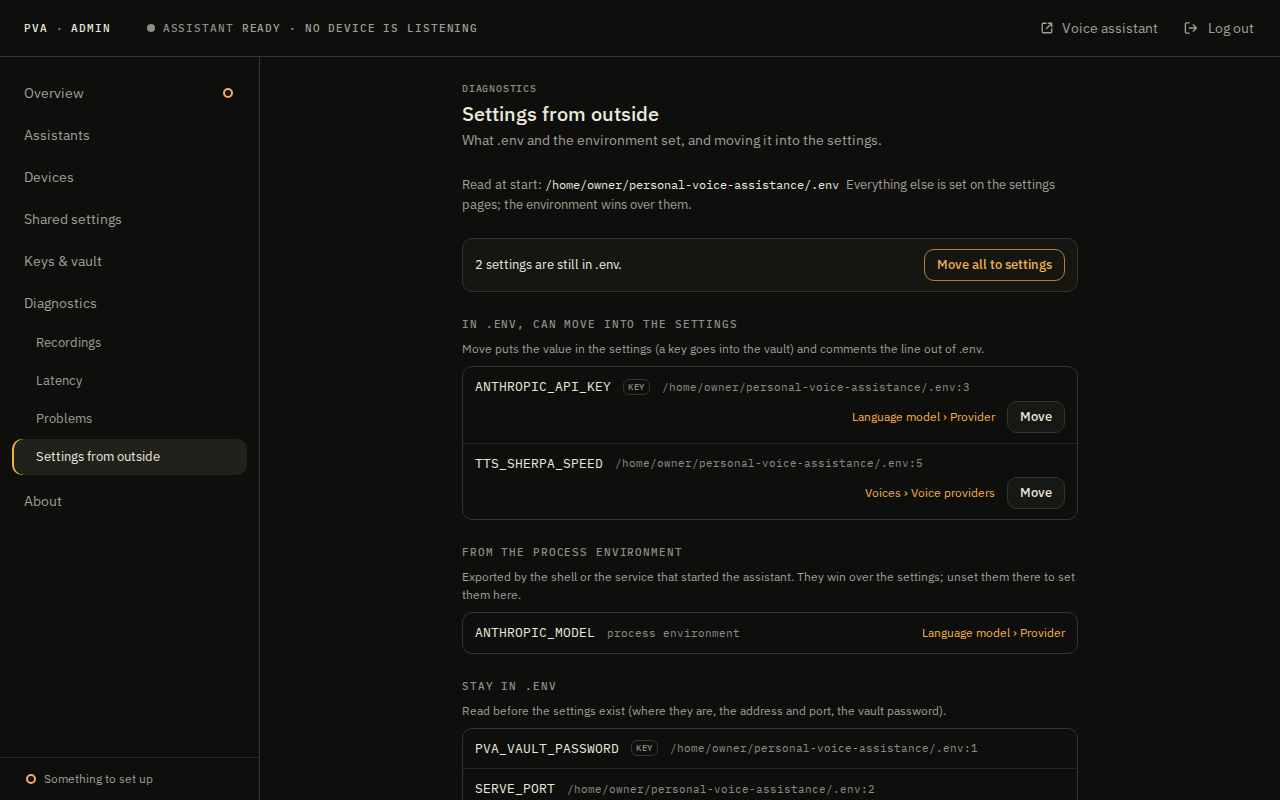 PVA · ADMIN
ASSISTANT READY · NO DEVICE IS LISTENING
Voice assistant
Log out
Overview
Assistants
Devices
Shared settings
Keys & vault
Diagnostics
Recordings
Latency
Problems
Settings from outside
About
Something to set up
DIAGNOSTICS
Settings from outside
What .env and the environment set, and moving it into the settings.
Read at start: /home/owner/personal-voice-assistance/.env Everything else is set on the settings
pages; the environment wins over them.
2 settings are still in .env.
Move all to settings
IN .ENV, CAN MOVE INTO THE SETTINGS
Move puts the value in the settings (a key goes into the vault) and comments the line out of .env.
ANTHROPIC_API_KEY KEY /home/owner/personal-voice-assistance/.env:3
Language model › Provider Move
TTS_SHERPA_SPEED /home/owner/personal-voice-assistance/.env:5
Voices › Voice providers Move
FROM THE PROCESS ENVIRONMENT
Exported by the shell or the service that started the assistant. They win over the settings; unset them there to set
them here.
ANTHROPIC_MODEL process environment Language model › Provider
STAY IN .ENV
Read before the settings exist (where they are, the address and port, the vault password).
PVA_VAULT_PASSWORD KEY /home/owner/personal-voice-assistance/.env:1
SERVE_PORT /home/owner/personal-voice-assistance/.env:2